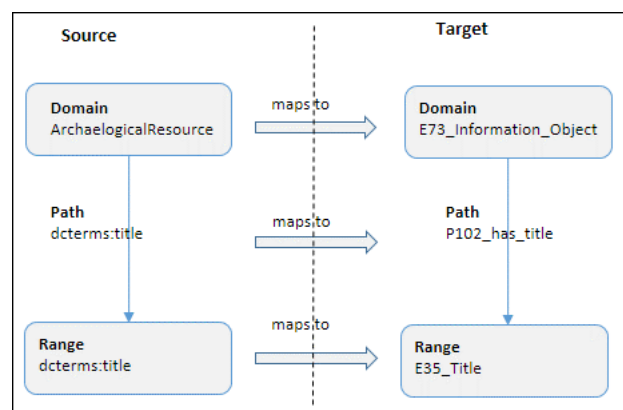 Source
Target
Domain
ArchaelogicalResource
maps to
Domain
E73_Information_Object
Path
dcterms:title
maps to
Path
P102_has_title
Range
dcterms:title
maps to
Range
E35_Title